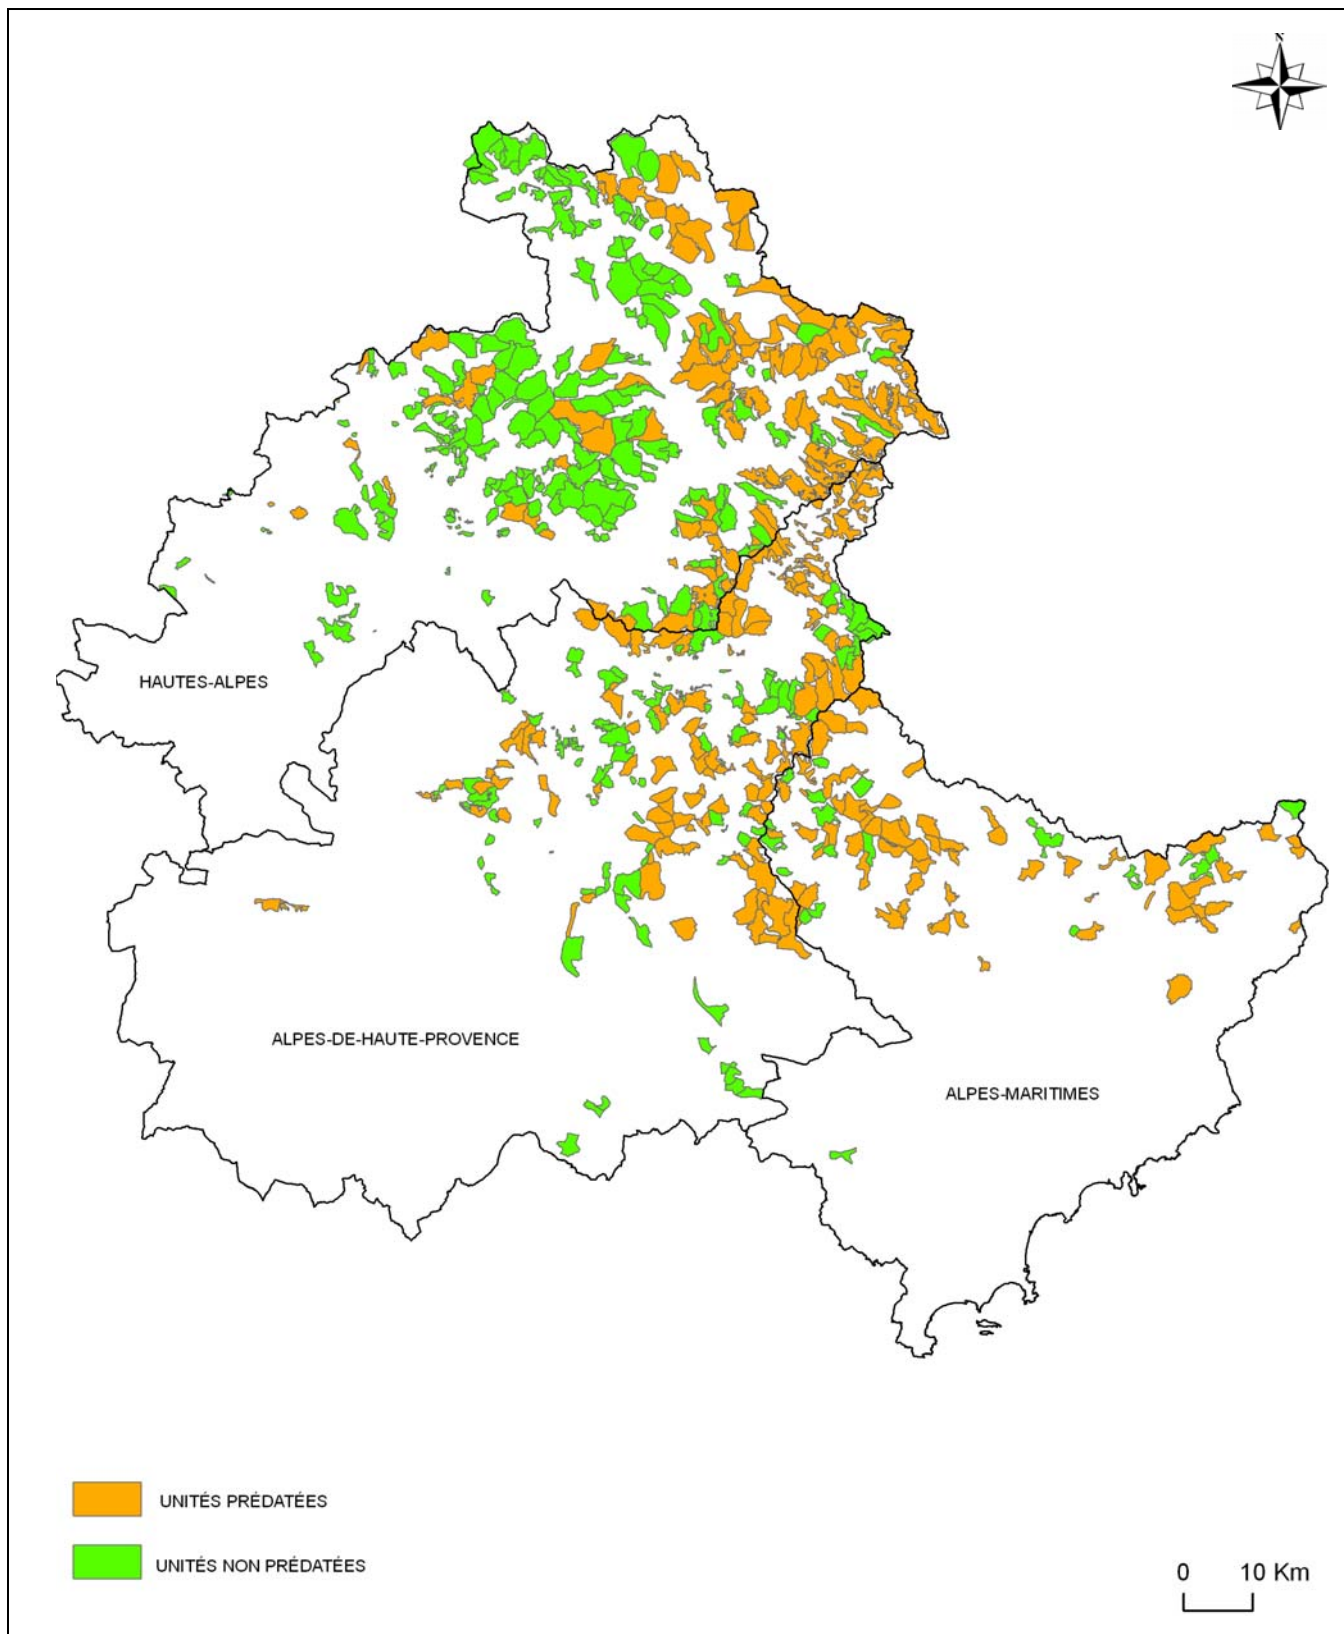 N
HAUTES-ALPES
ALPES-DE-HAUTE-PROVENCE
ALPES-MARITIMES
UNITÉS PRÉDATÉES
UNITÉS NON PRÉDATÉES
0 10 Km